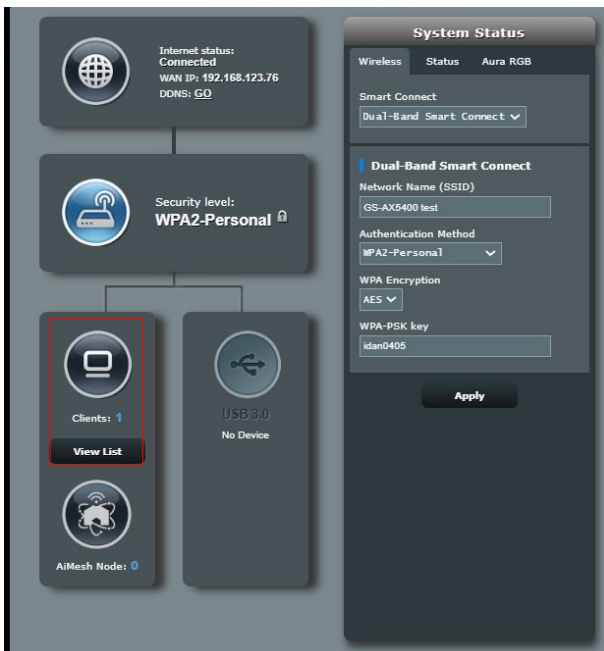 Internet status:
Connected
WAN IP: 192.168.123.76
DDNS: GO
Security level:
WPA2-Personal
Clients: 1
View List
AiMesh Node: 0
USB 3.0
No Device
System Status
Wireless Status Aura RGB
Smart Connect
Dual-Band Smart Connect
Dual-Band Smart Connect
Network Name (SSID)
GS-AX5400 test
Authentication Method
WPA2-Personal
WPA Encryption
AES
WPA-PSK key
idan0405
Apply